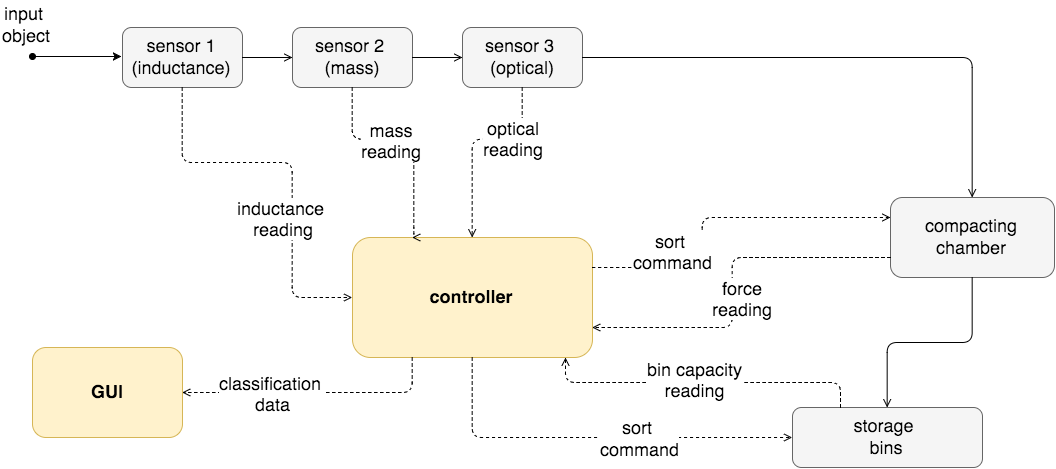 input
object
sensor 1
(inductance)
sensor 2
(mass)
sensor 3
(optical)
mass
reading
optical
reading
inductance
reading
compacting
chamber
sort
command
controller
force
reading
GUI
classification
data
bin capacity
reading
sort
command
storage
bins